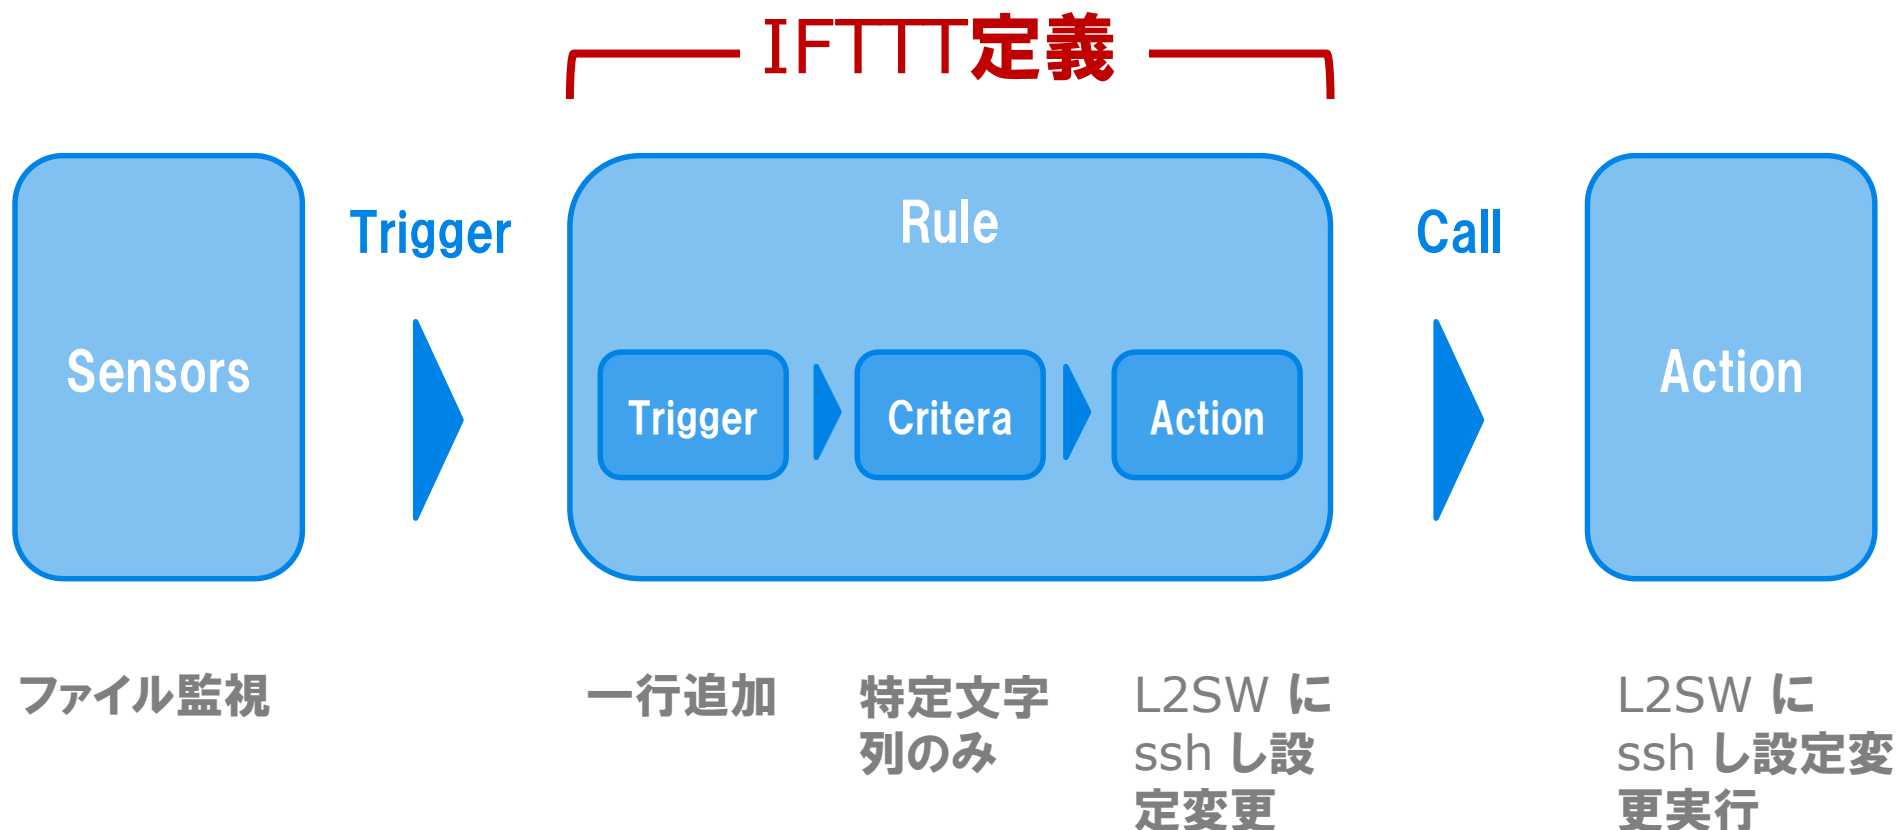 IFTTT定義
Sensors
Trigger
Rule
Trigger
Critera
Action
Call
Action
ファイル監視
一行追加
特定文字
列のみ
L2SW に
ssh し設
定変更
L2SW に
ssh し設定変
更実行